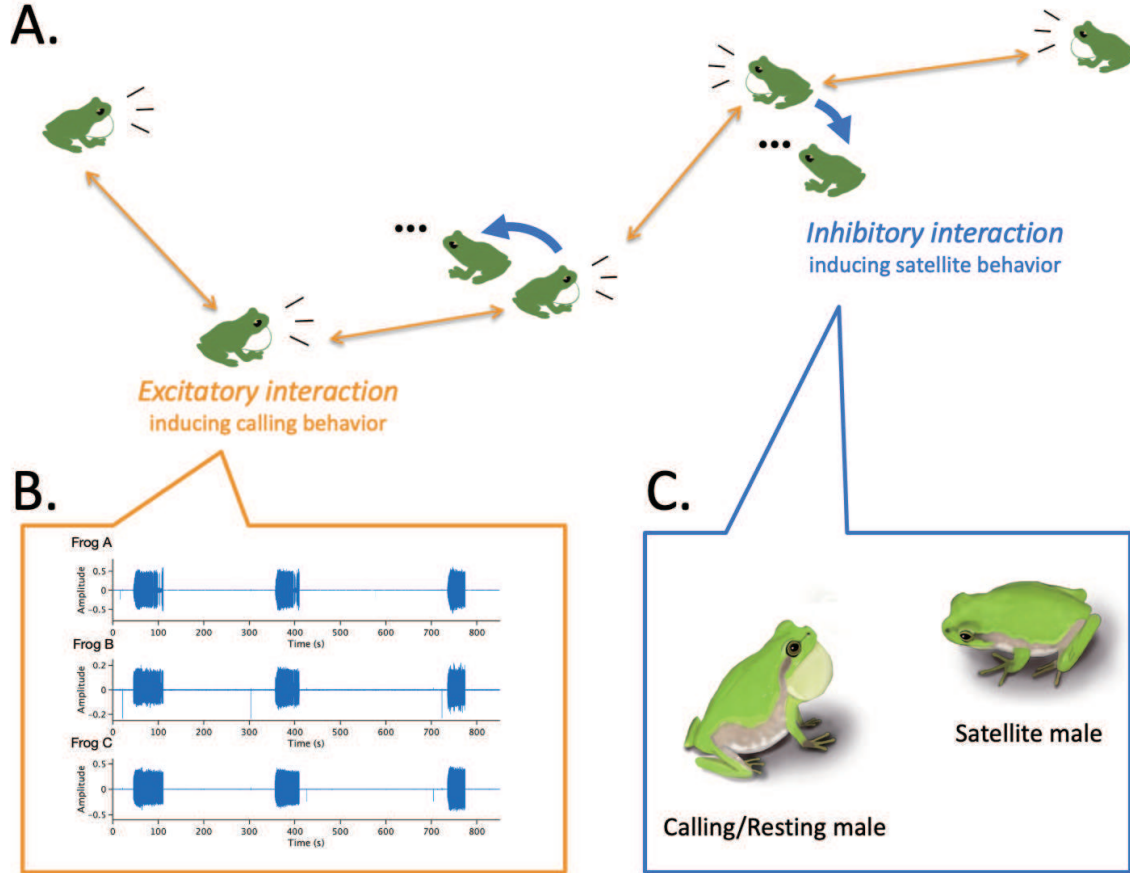 A.
Inhibitory interaction
inducing satellite behavior
Excitatory interaction
inducing calling behavior
B.
Frog A
Amplitude
0.5
0
−0.5
0 100 200 300 400 500 600 700 800
Time (s)
Frog B
Amplitude
0.2
0
−0.2
0 100 200 300 400 500 600 700 800
Time (s)
Frog C
Amplitude
0.5
0
−0.5
0 100 200 300 400 500 600 700 800
Time (s)
C.
Satellite male
Calling/Resting male